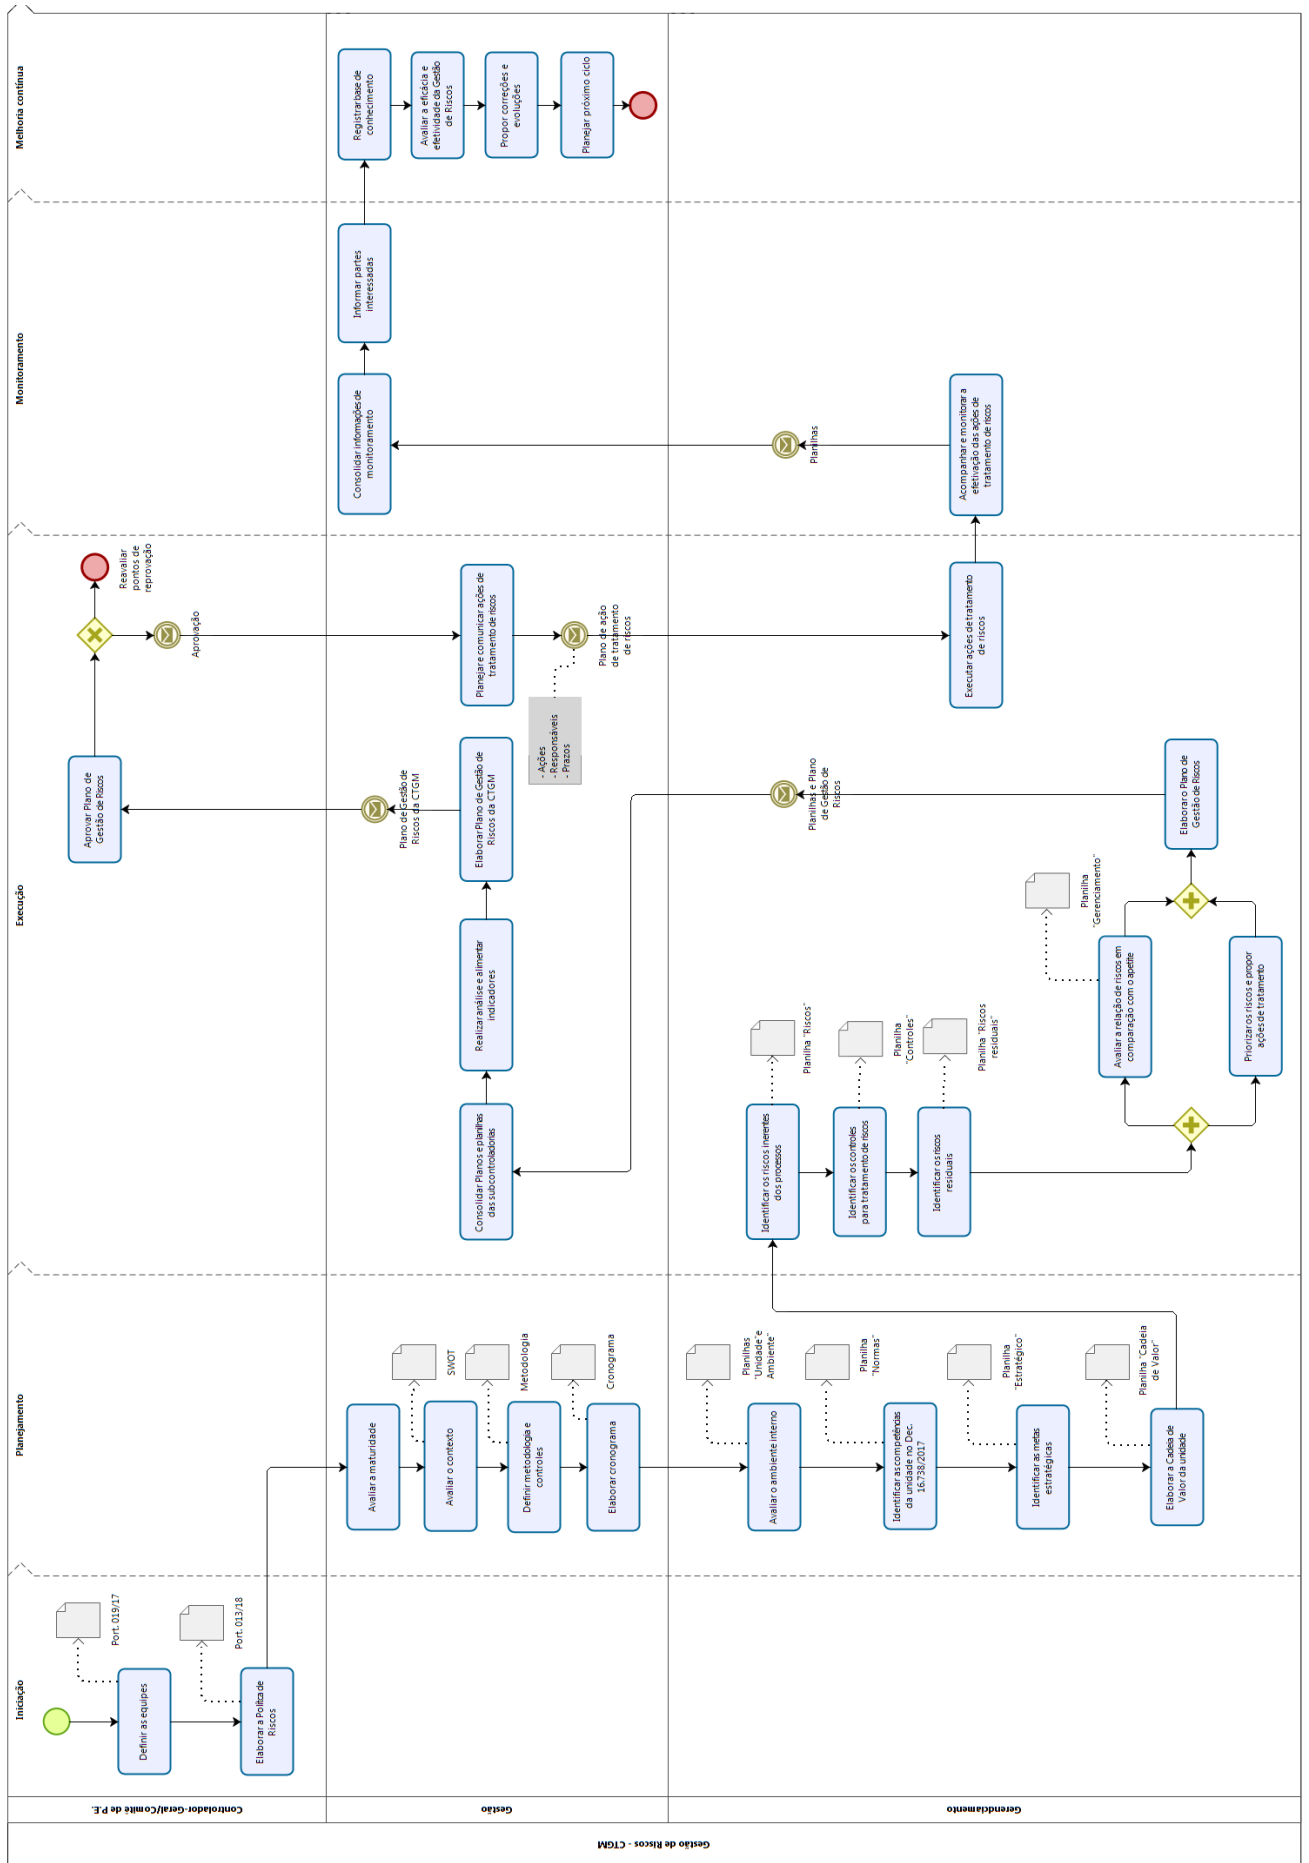 Gestão de Riscos - CTGM
Controlador-Geral/Comitê de P.E.
Gestão
Gerenciamento
Iniciação
Planejamento
Execução
Monitoramento
Melhoria contínua
Definir as equipes
Port. 019/17
Elaborar a Política de
Riscos
Port. 013/18
Avaliar a maturidade
Avaliar o contexto
SWOT
Definir metodologia e
controles
Metodologia
Elaborar cronograma
Cronograma
Avaliar o ambiente interno
Planilhas
"Unidade" e
Ambiente"
Identificar as competências
da unidade no Dec.
16.738/2017
Planilha
"Normas"
Identificar as metas
estratégicas
Planilha
"Estratégico"
Elaborar a Cadeia de
Valor da unidade
Planilha "Cadeia
de Valor"
Identificar os riscos inerentes
dos processos
Planilha "Riscos"
Identificar os controles
para tratamento de riscos
Planilha
"Controles"
Identificar os riscos
residuais
Planilha "Riscos
residuais"
Avaliar a relação de riscos em
comparação com o apetite
Planilha
"Gerenciamento"
Priorizar os riscos e propor
ações de tratamento
Elaborar o Plano de
Gestão de Riscos
Planilhas e Plano
de Gestão de
Riscos
Consolidar Planos e planilhas
das subcontroladorias
Realizar análise e alimentar
indicadores
Elaborar Plano de Gestão de
Riscos da CTGM
Plano de Gestão de
Riscos da CTGM
Aprovar Plano de
Gestão de Riscos
Reavaliar
pontos de
reprovação
Aprovação
Planejar e comunicar ações de
tratamento de riscos
- Ações
- Responsáveis
- Prazos
Plano de ação
de tratamento
de riscos
Executar ações de tratamento
de riscos
Acompanhar e monitorar a
efetivação das ações de
tratamento de riscos
Planilhas
Consolidar informações de
monitoramento
Informar partes
interessadas
Registrar base de
conhecimento
Avaliar a eficácia e
efetividade da Gestão
de Riscos
Propor correções e
evoluções
Planejar próximo ciclo